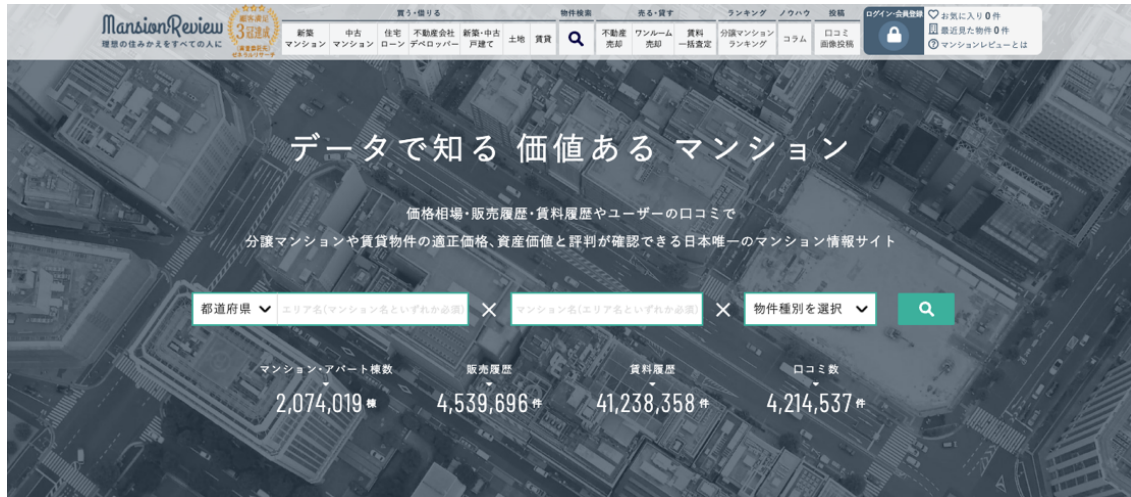 MansionReview
理想の住みかえをすべての人に
顧客満足
3冠達成
買う・借りる
新築
マンション
中古
マンション
住宅
ローン
不動産会社
デベロッパー
新築・中古
戸建て
土地
賃貸
物件検索
売る・貸す
不動産
売却
ワンルーム
売却
賃料
一括査定
ランキング
分譲マンション
ランキング
ノウハウ
コラム
投稿
口コミ
画像投稿
ログイン・会員登録
お気に入り0件
最近見た物件0件
マンションレビューとは
データで知る 価値ある マンション
価格相場・販売履歴・賃料履歴やユーザーの口コミで
分譲マンションや賃貸物件の適正価格、資産価値と評判が確認できる日本唯一のマンション情報サイト
都道府県
エリア名(マンション名といずれか必須)
×
マンション名(エリア名といずれか必須)
×
物件種別を選択
マンション・アパート棟数
2,074,019棟
販売履歴
4,539,696件
賃料履歴
41,238,358件
口コミ数
4,214,537件